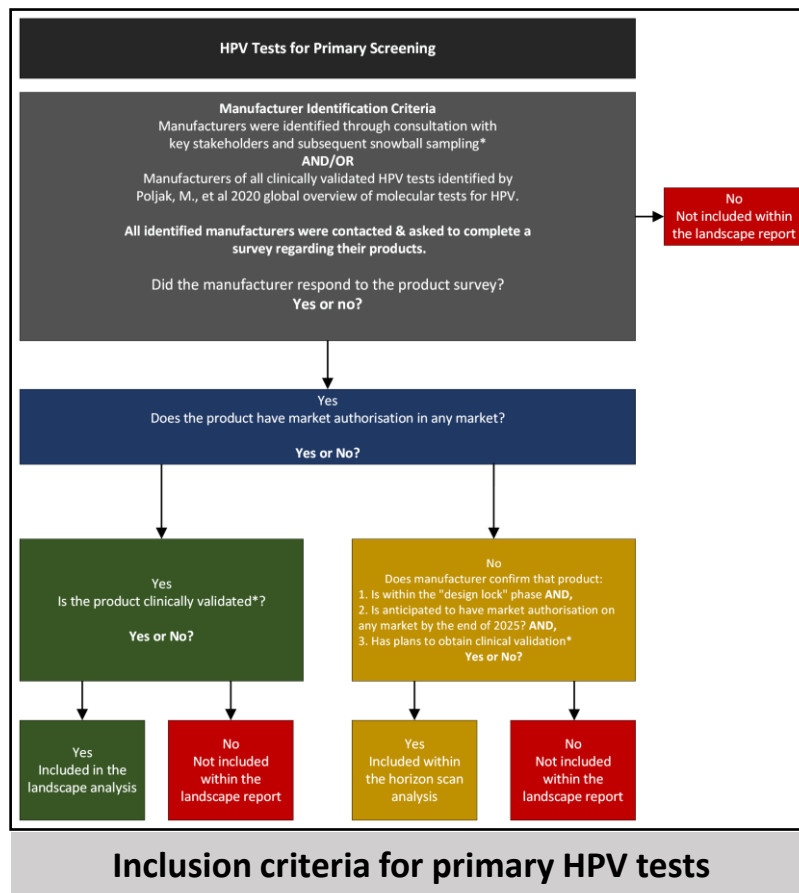 HPV Tests for Primary Screening
Manufacturer Identification Criteria
Manufacturers were identified through consultation with
key stakeholders and subsequent snowball sampling*
AND/OR
Manufacturers of all clinically validated HPV tests identified by
Poljak, M., et al 2020 global overview of molecular tests for HPV.
All identified manufacturers were contacted & asked to complete a
survey regarding their products.
Did the manufacturer respond to the product survey?
Yes or no?
No
Not included within
the landscape report
Yes
Does the product have market authorisation in any market?
Yes or No?
Yes
Is the product clinically validated*?
Yes or No?
No
Does manufacturer confirm that product:
1. Is within the "design lock" phase AND,
2. Is anticipated to have market authorisation on
any market by the end of 2025? AND,
3. Has plans to obtain clinical validation*
Yes or No?
Yes
Included in the
landscape analysis
No
Not included
within the
landscape report
Yes
Included within
the horizon scan
analysis
No
Not included
within the
landscape report
Inclusion criteria for primary HPV tests